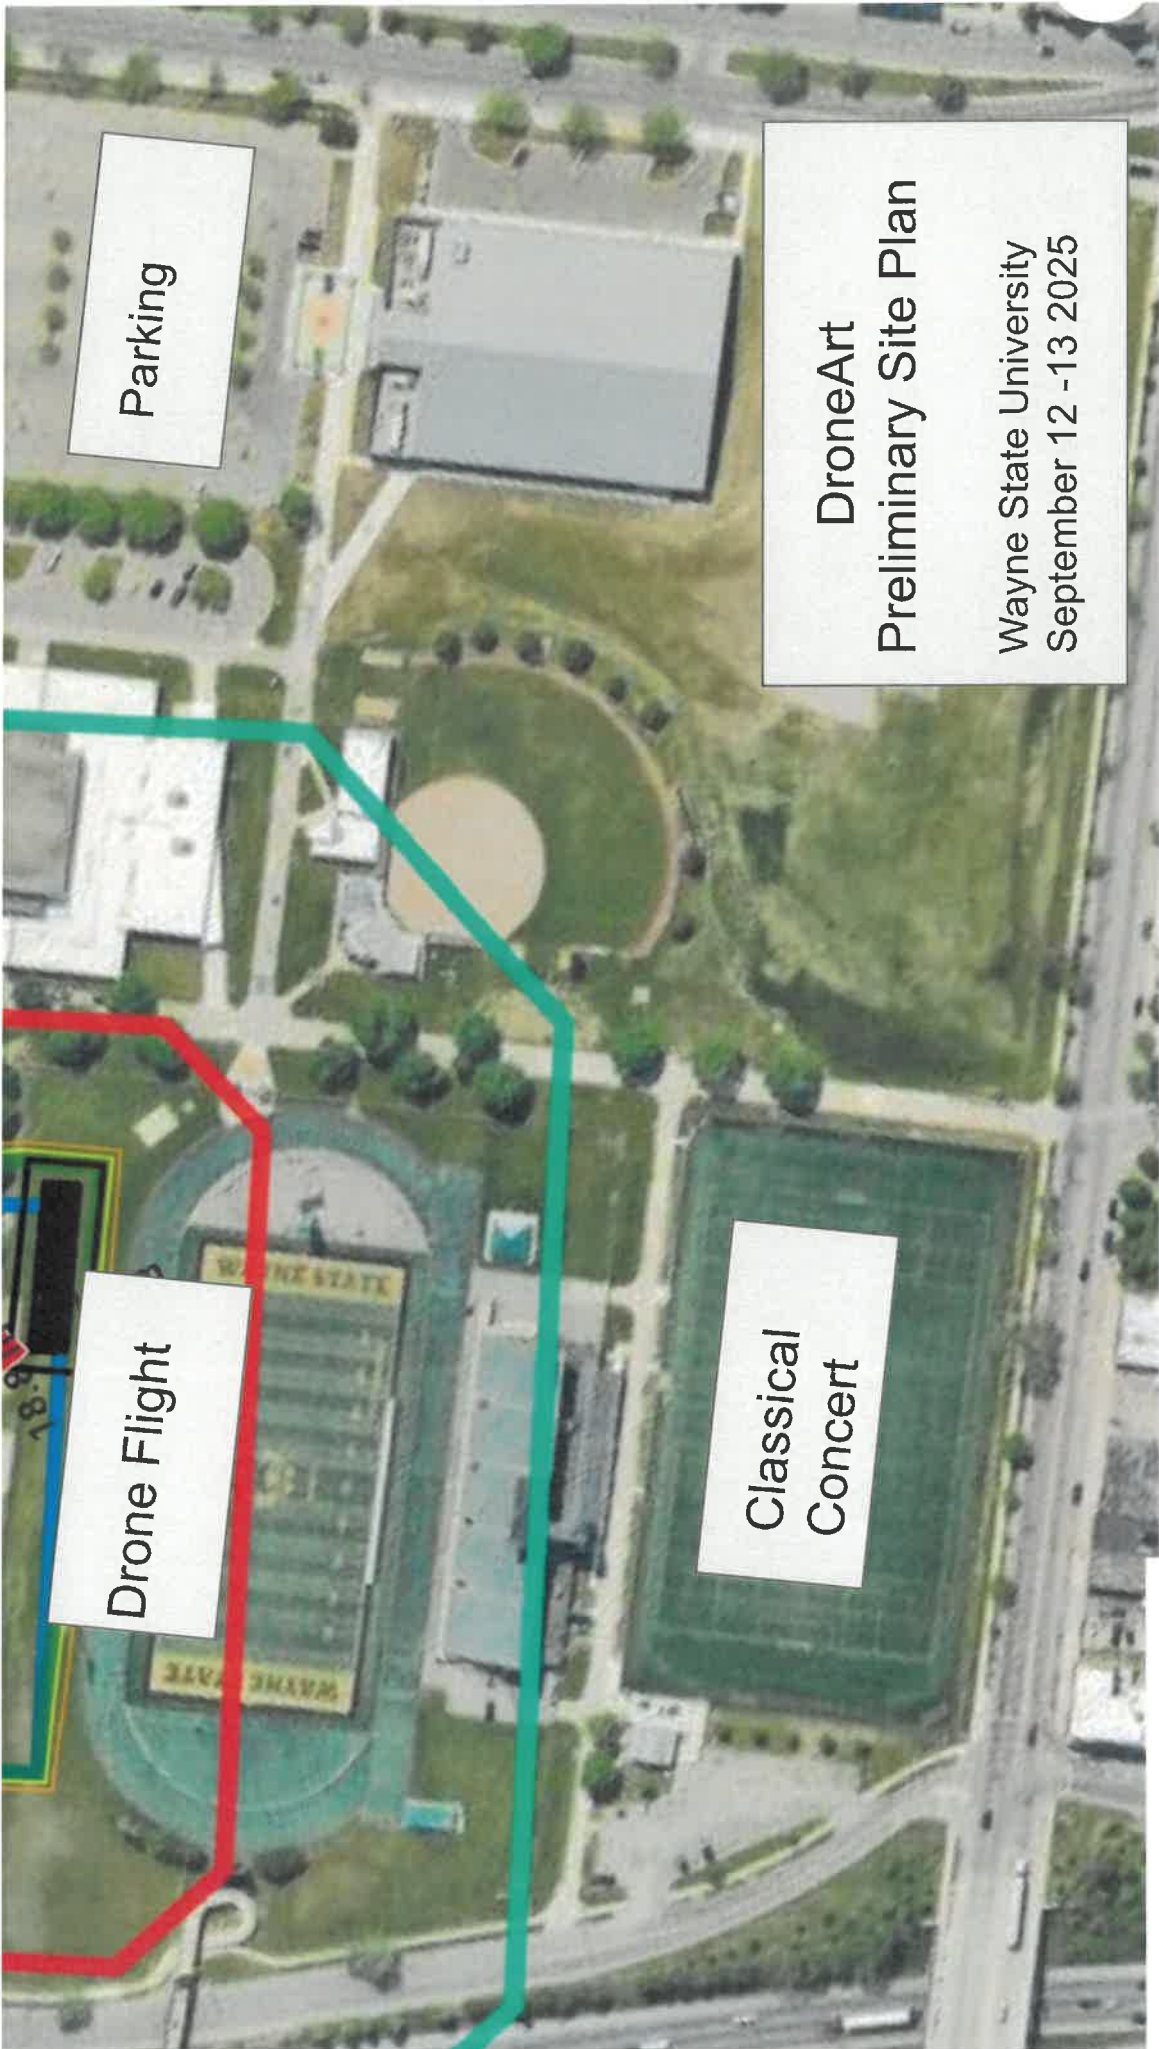 Drone Flight
Parking
WAYNE STATE
WAYNE STATE
Classical
Concert
DroneArt
Preliminary Site Plan
Wayne State University
September 12 -13 2025